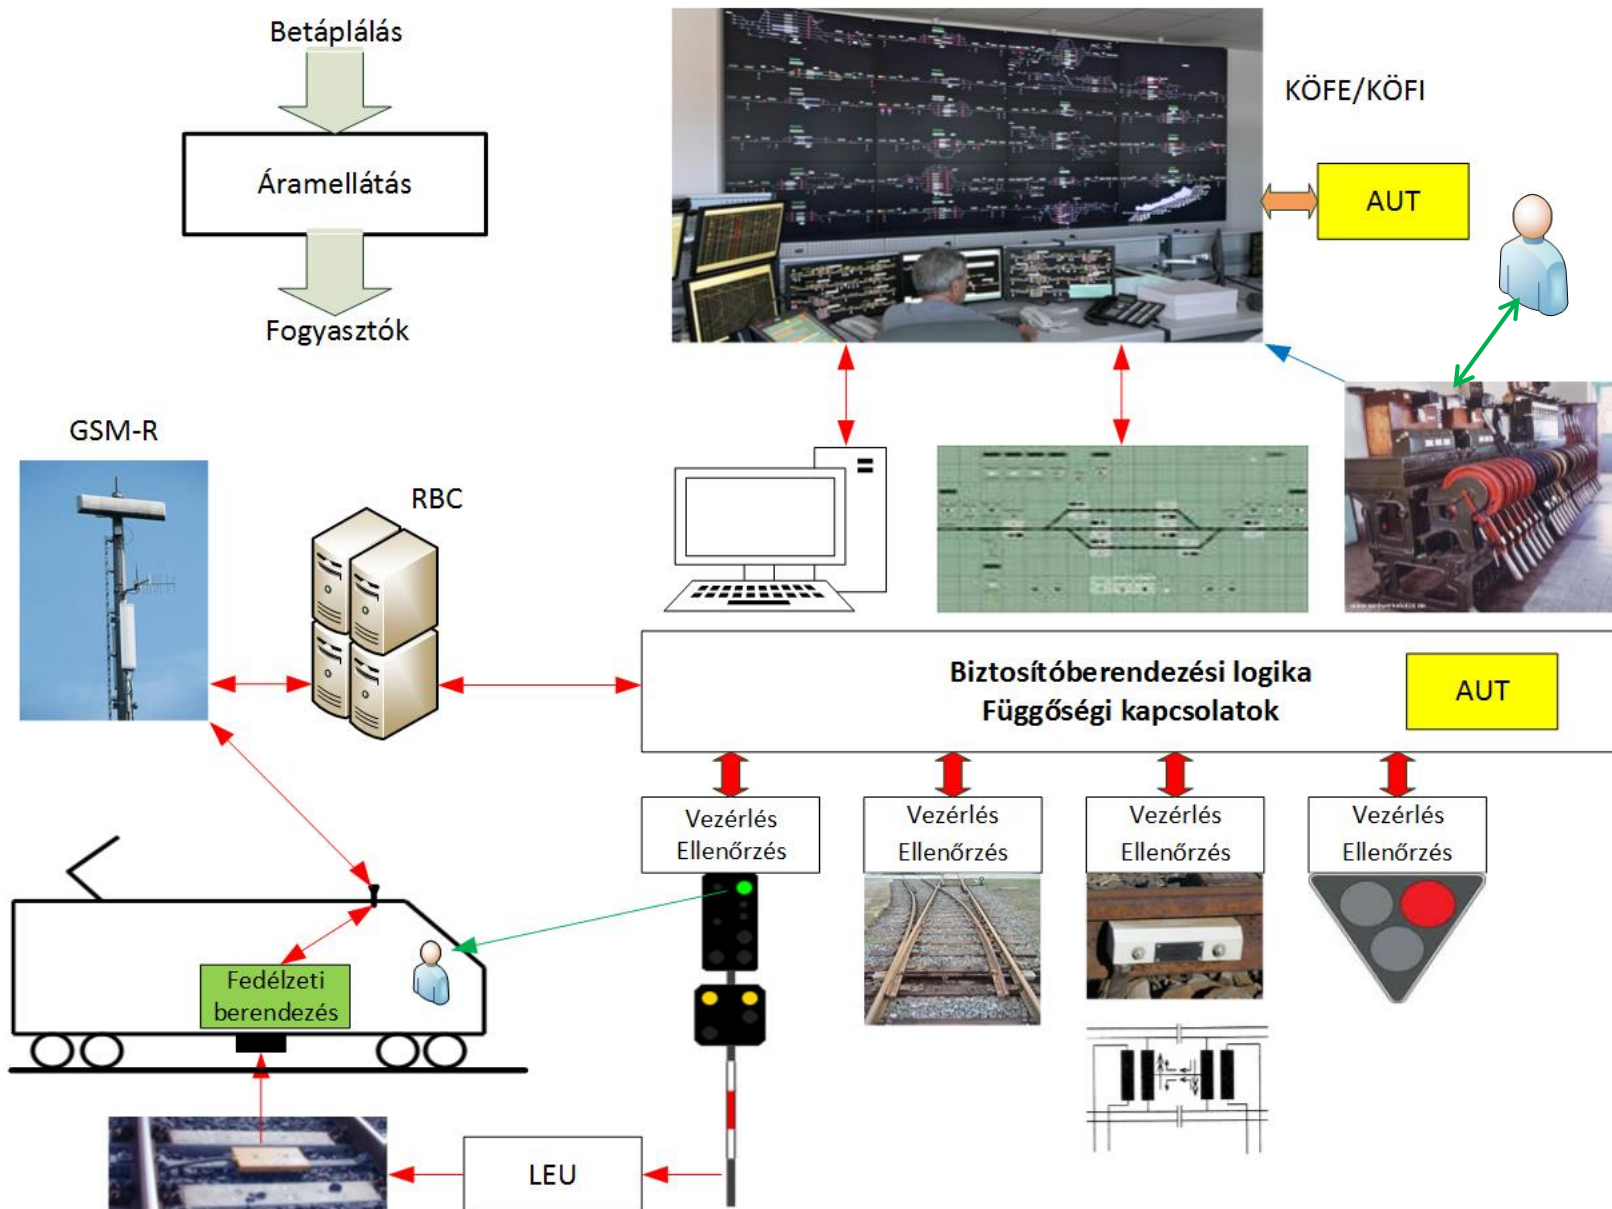 Betáplálás
Áramellátás
Fogyasztók
KÖFE/KÖFI
AUT
GSM-R
RBC
Biztosítóberendezési logika
Függőségi kapcsolatok
AUT
Vezérlés
Ellenőrzés
Vezérlés
Ellenőrzés
Vezérlés
Ellenőrzés
Vezérlés
Ellenőrzés
Fedélzeti
berendezés
LEU